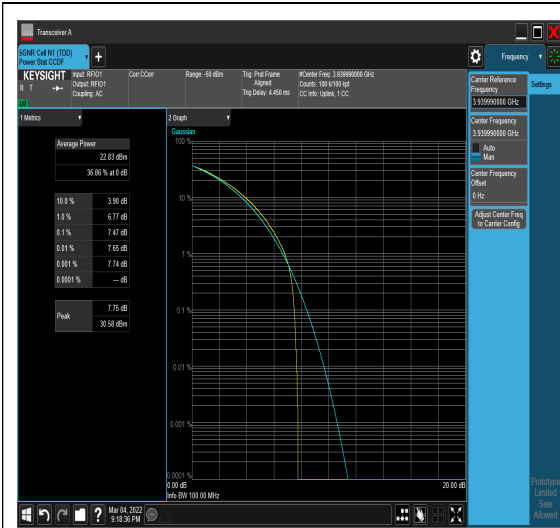 Transceiver A
5GNR Cell N1 (TDD)
Power Stat CCDF
Frequency
KEYSIGHT
R T
Input: RFIO1
Output: RFIO1
Coupling: AC
Corr CCorr
Range: -50 dBm
Trig: Prot Frame
Aligned
Trig Delay: 4.450 ms
#Center Freq: 3.939990000 GHz
Counts: 100 k/100 kpt
CC Info: Uplink, 1 CC
1 Metrics
Average Power
22.83 dBm
36.86 % at 0 dB
10.0 % 3.90 dB
1.0 % 6.77 dB
0.1 % 7.47 dB
0.01 % 7.65 dB
0.001 % 7.74 dB
0.0001 % --- dB
Peak
7.75 dB
30.58 dBm
2 Graph
Gaussian
100 %
10 %
1 %
0.1 %
0.01 %
0.001 %
0.0001 %
0.00 dB
20.00 dB
Info BW 100.00 MHz
Carrier Reference
Frequency
3.939990000 GHz
Center Frequency
3.939990000 GHz
Auto
Man
Center Frequency
Offset
0 Hz
Adjust Center Freq
to Carrier Config
Settings
Prototype
Limited
Sale
Allowed
Mar 04, 2022
9:18:36 PM